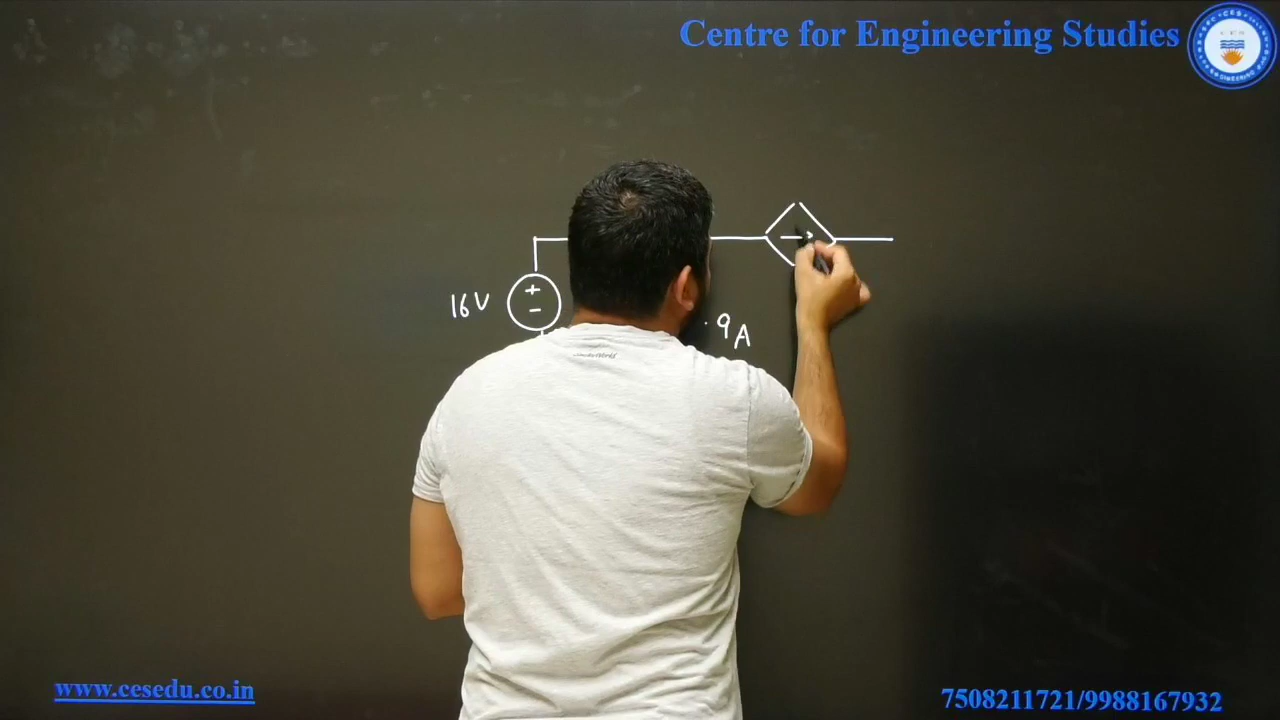 Centre for Engineering Studies
16V
+
-
9A
www.cesedu.co.in
7508211721/9988167932